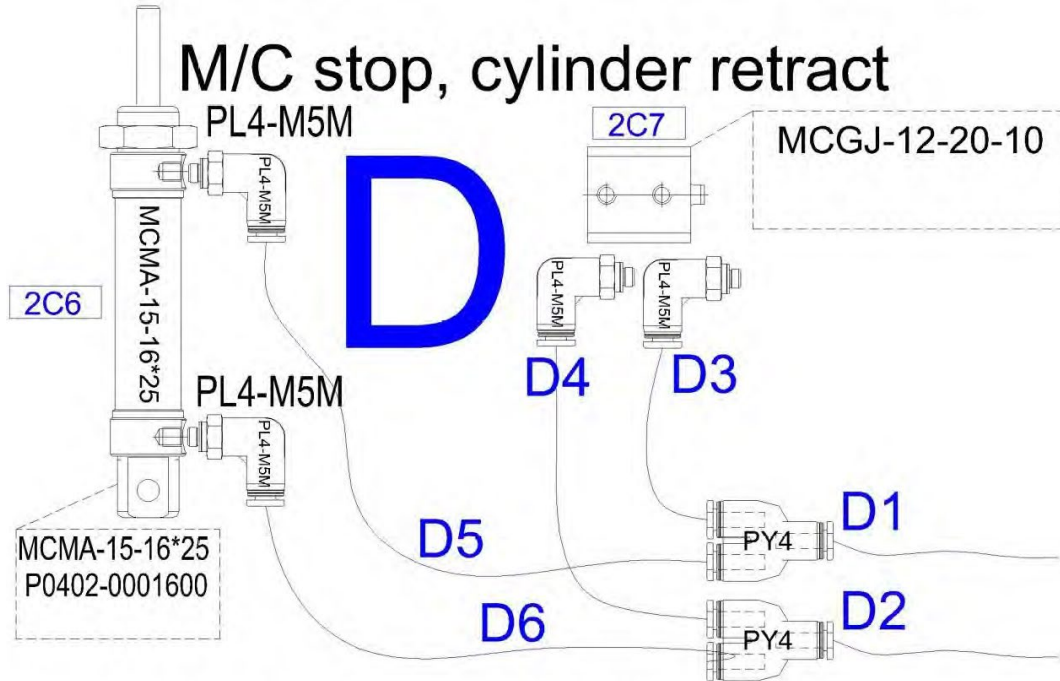 M/C stop, cylinder retract
PL4-M5M
2C7
MCGJ-12-20-10
PL4-M5M
D
MCMA-15-16*25
2C6
PL4-M5M
PL4-M5M
D4
D3
PL4-M5M
PL4-M5M
D5
D1
PY4
MCMA-15-16*25
P0402-0001600
D6
D2
PY4